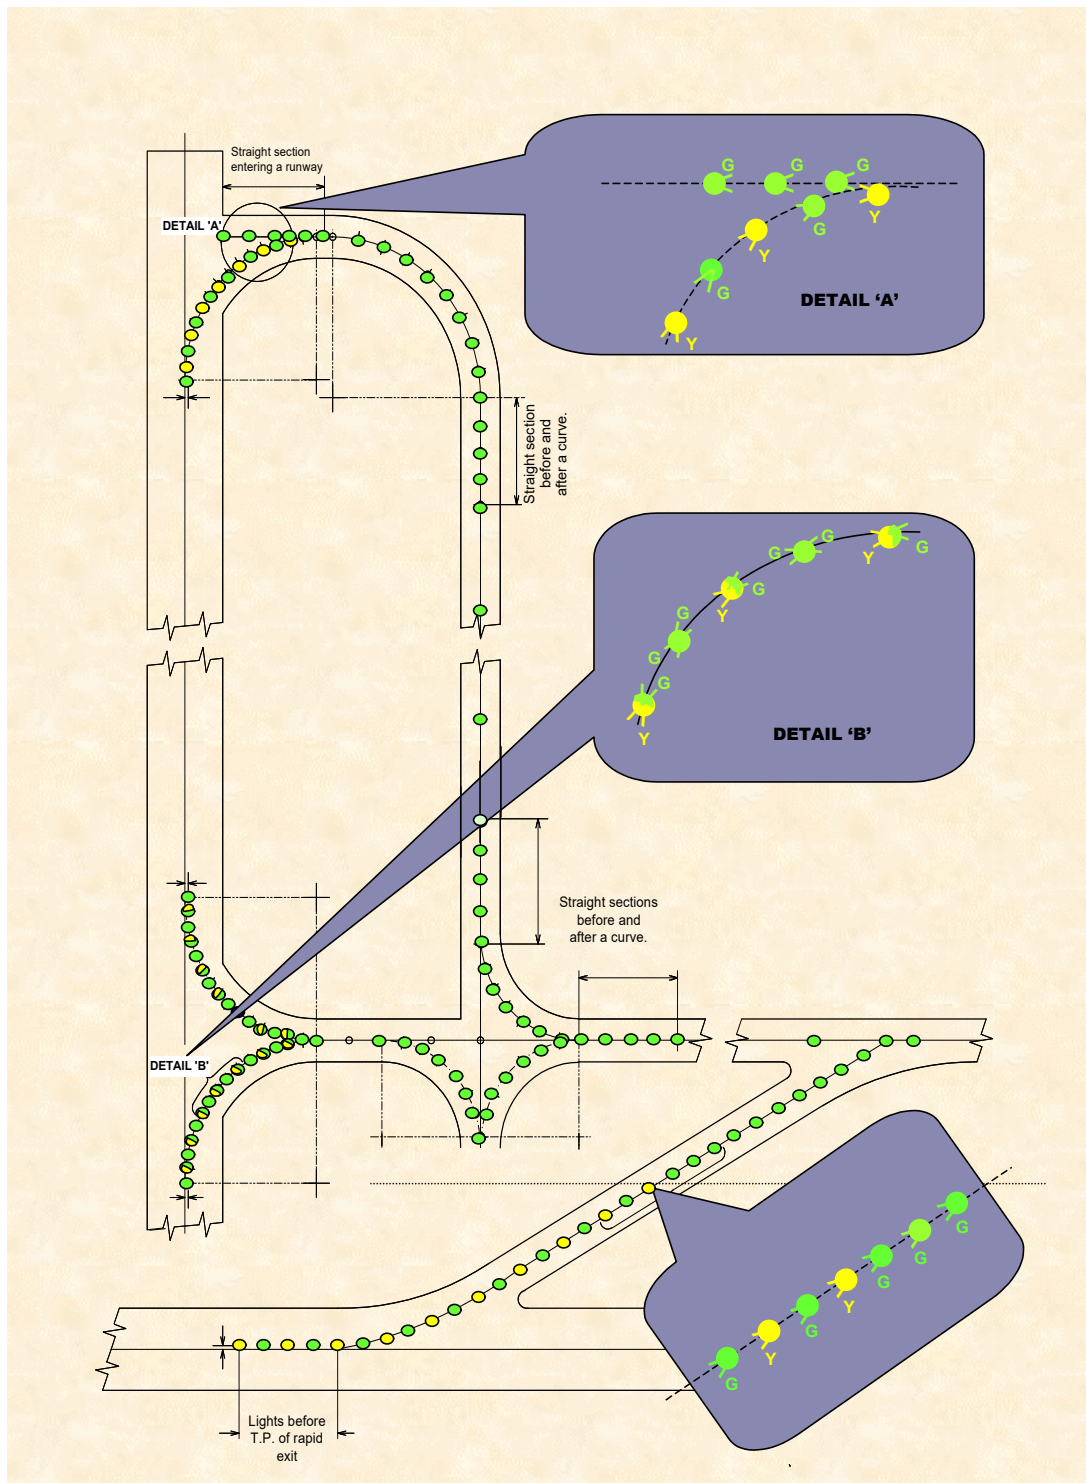 Straight section
entering a runway
DETAIL 'A'
G
G
G
Y
G
Y
G
Y
DETAIL ‘A’
Straight section
before and
after a curve.
G
G
Y
G
G
Y
G
G
G
Y
DETAIL ‘B’
Straight sections
before and
after a curve.
DETAIL 'B'
G
G
G
Y
G
Y
G
Lights before
T.P. of rapid
exit